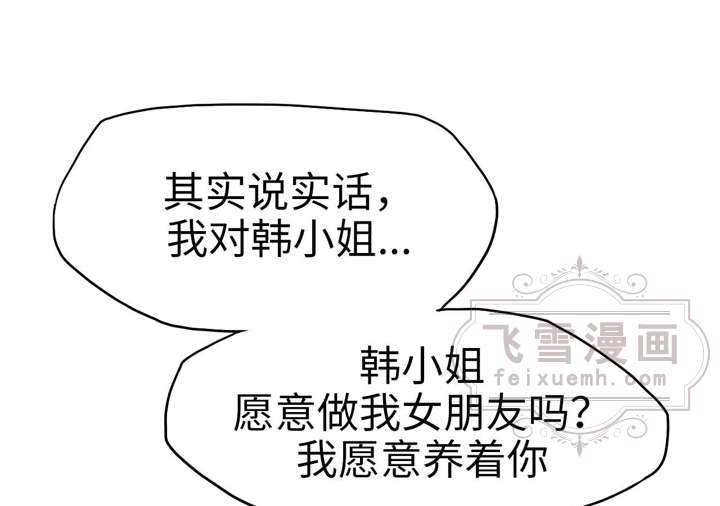 其实说实话，
我对韩小姐...
飞雪漫画
feixuemh.com
韩小姐
愿意做我女朋友吗？
我愿意养着你